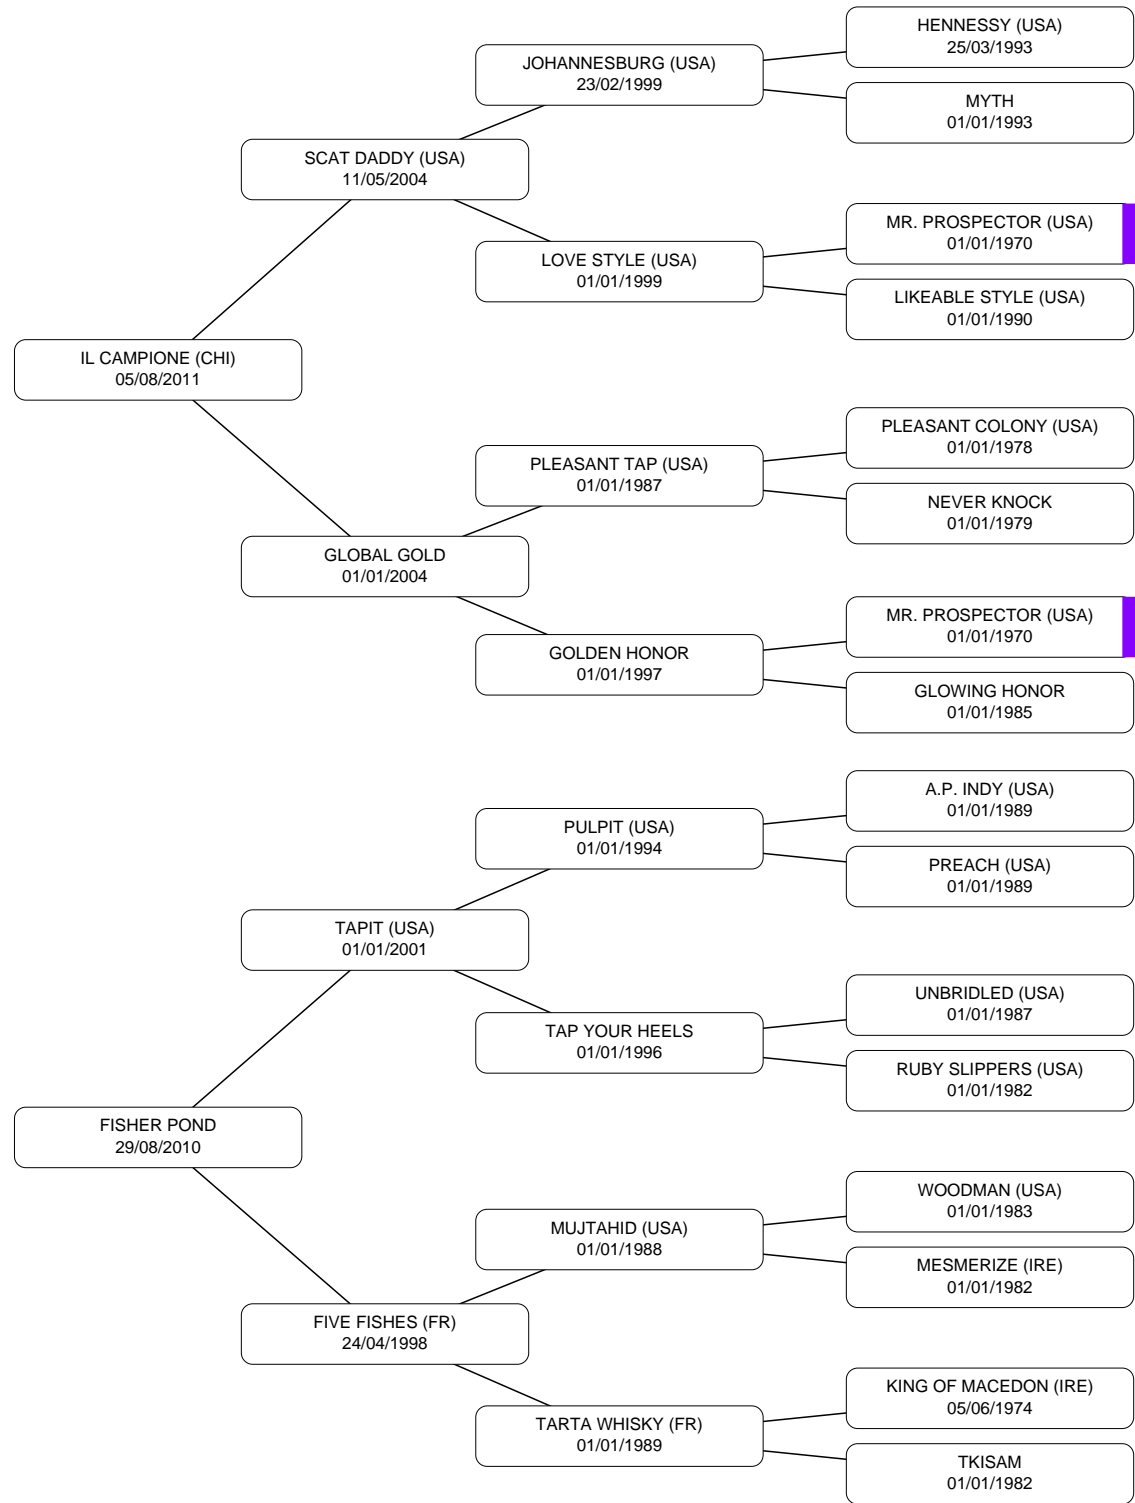 HENNESSY (USA)
25/03/1993
JOHANNESBURG (USA)
23/02/1999
MYTH
01/01/1993
SCAT DADDY (USA)
11/05/2004
MR. PROSPECTOR (USA)
01/01/1970
LOVE STYLE (USA)
01/01/1999
LIKEABLE STYLE (USA)
01/01/1990
IL CAMPIONE (CHI)
05/08/2011
PLEASANT COLONY (USA)
01/01/1978
PLEASANT TAP (USA)
01/01/1987
NEVER KNOCK
01/01/1979
GLOBAL GOLD
01/01/2004
MR. PROSPECTOR (USA)
01/01/1970
GOLDEN HONOR
01/01/1997
GLOWING HONOR
01/01/1985
A.P. INDY (USA)
01/01/1989
PULPIT (USA)
01/01/1994
PREACH (USA)
01/01/1989
TAPIT (USA)
01/01/2001
UNBRIDLED (USA)
01/01/1987
TAP YOUR HEELS
01/01/1996
RUBY SLIPPERS (USA)
01/01/1982
FISHER POND
29/08/2010
WOODMAN (USA)
01/01/1983
MUJTAHID (USA)
01/01/1988
MESMERIZE (IRE)
01/01/1982
FIVE FISHES (FR)
24/04/1998
KING OF MACEDON (IRE)
05/06/1974
TARTA WHISKY (FR)
01/01/1989
TKISAM
01/01/1982